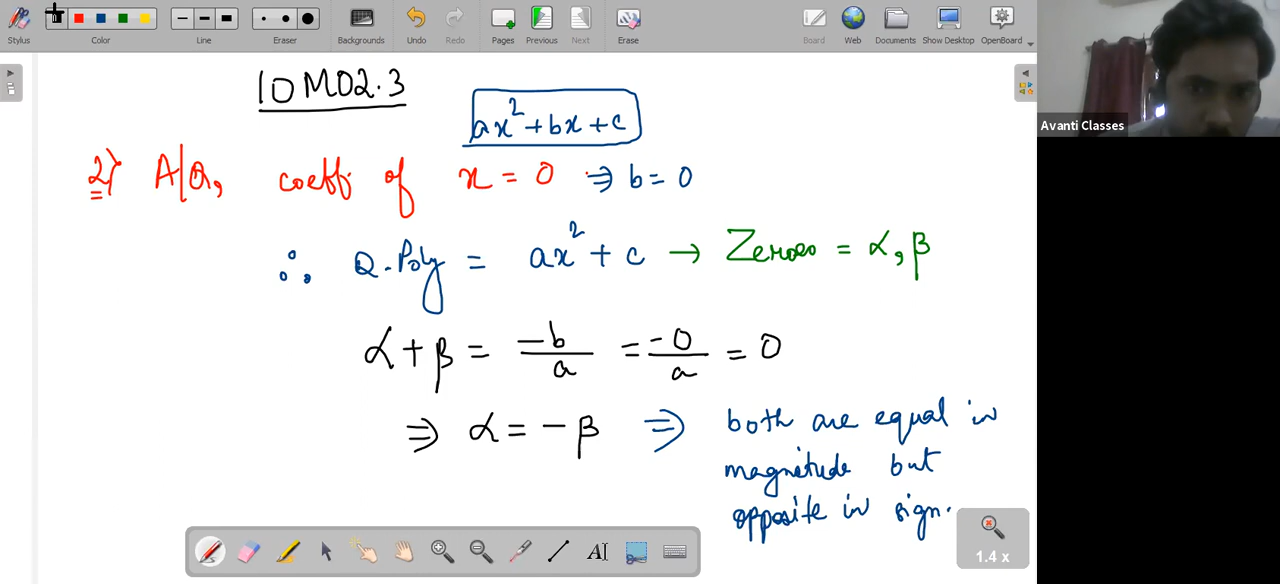 Stylus
Color
Line
Eraser
Backgrounds
Undo
Redo
Pages
Previous
Next
Erase
Board
Web
Documents
Show Desktop
OpenBoard
10M02.3
ax²+bx+c
2) A/Q, coeff. of x = 0 ⇒ b = 0
∴ Q. Poly = ax² + c → Zeroes = α, β
α + β = -b/a = -0/a = 0
⇒ α = - β ⇒ both are equal in
magnitude but
opposite in sign.
Avanti Classes
1.4 x